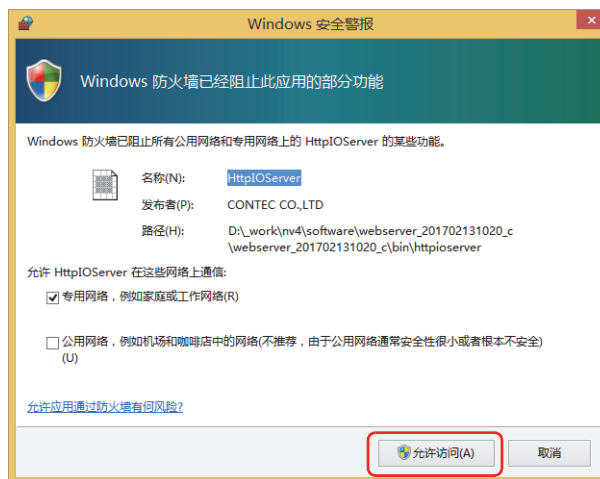 Windows 安全警报
Windows 防火墙已经阻止此应用的部分功能
Windows 防火墙已阻止所有公用网络和专用网络上的 HttpIOServer 的某些功能。
名称(N): HttpIOServer
发布者(P): CONTEC CO.,LTD
路径(H): D:\_work\nv4\software\webserver_201702131020_c
\webserver_201702131020_c\bin\httpioserver
允许 HttpIOServer 在这些网络上通信:
专用网络，例如家庭或工作网络(R)
公用网络，例如机场和咖啡店中的网络(不推荐，由于公用网络通常安全性很小或者根本不安全)
(U)
允许应用通过防火墙有何风险?
允许访问(A) 取消